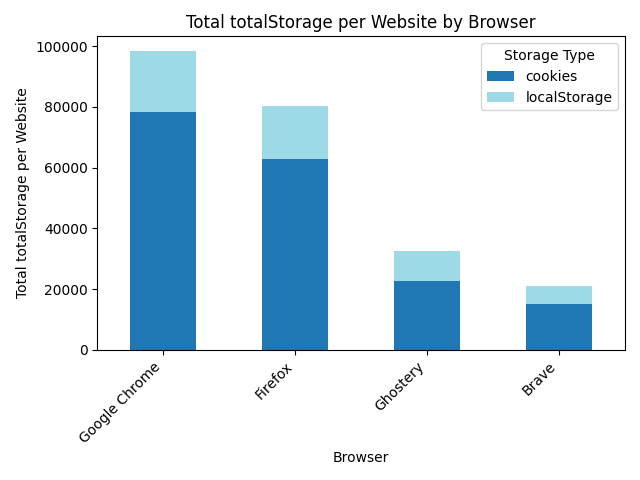 Total totalStorage per Website by Browser
Storage Type
cookies
localStorage
Total totalStorage per Website
100000
80000
60000
40000
20000
0
Google Chrome
Firefox
Ghostery
Brave
Browser